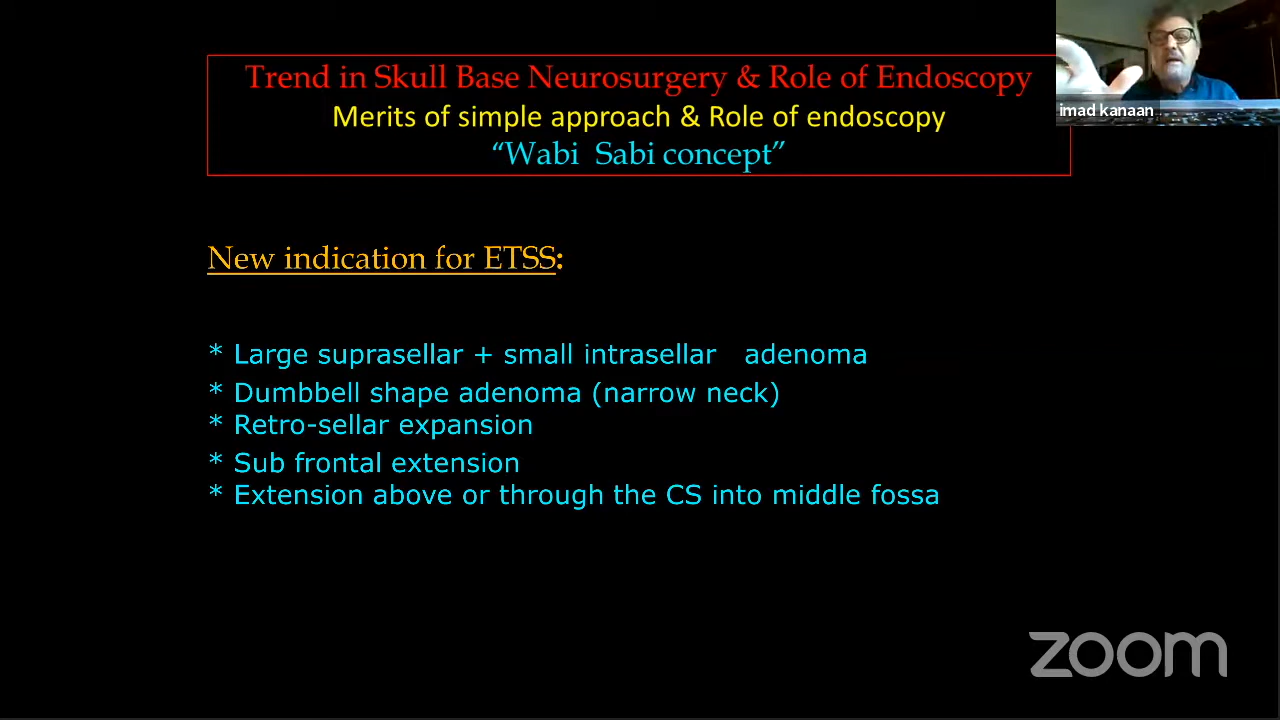 Trend in Skull Base Neurosurgery & Role of Endoscopy
Merits of simple approach & Role of endoscopy
“Wabi Sabi concept”
imad kanaan
New indication for ETSS:
* Large suprasellar + small intrasellar adenoma
* Dumbbell shape adenoma (narrow neck)
* Retro-sellar expansion
* Sub frontal extension
* Extension above or through the CS into middle fossa
zoom